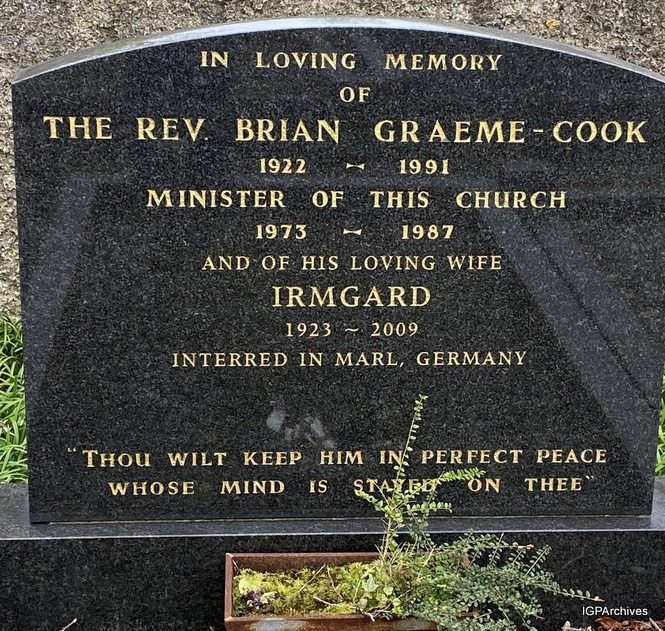 IN LOVING MEMORY
OF
THE REV BRIAN GRAEME-COOK
1922 ~ 1991
MINISTER OF THIS CHURCH
1973 ~ 1987
AND OF HIS LOVING WIFE
IRMGARD
1923 ~ 2009
INTERRED IN MARL, GERMANY
"THOU WILT KEEP HIM IN PERFECT PEACE
WHOSE MIND IS STAYED ON THEE"
IGPArchives